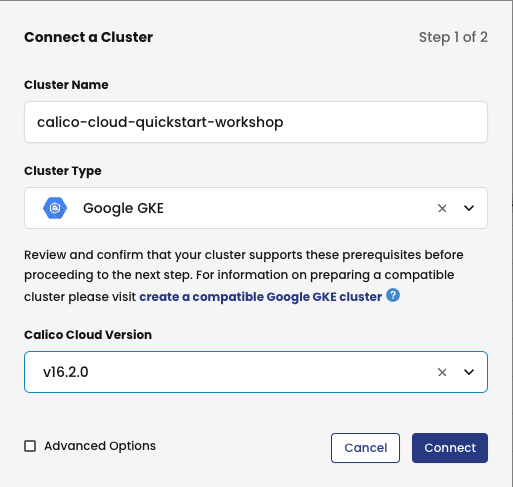 Connect a Cluster
Step 1 of 2
Cluster Name
calico-cloud-quickstart-workshop
Cluster Type
Google GKE
Review and confirm that your cluster supports these prerequisites before
proceeding to the next step. For information on preparing a compatible
cluster please visit create a compatible Google GKE cluster ?
Calico Cloud Version
v16.2.0
Advanced Options
Cancel
Connect